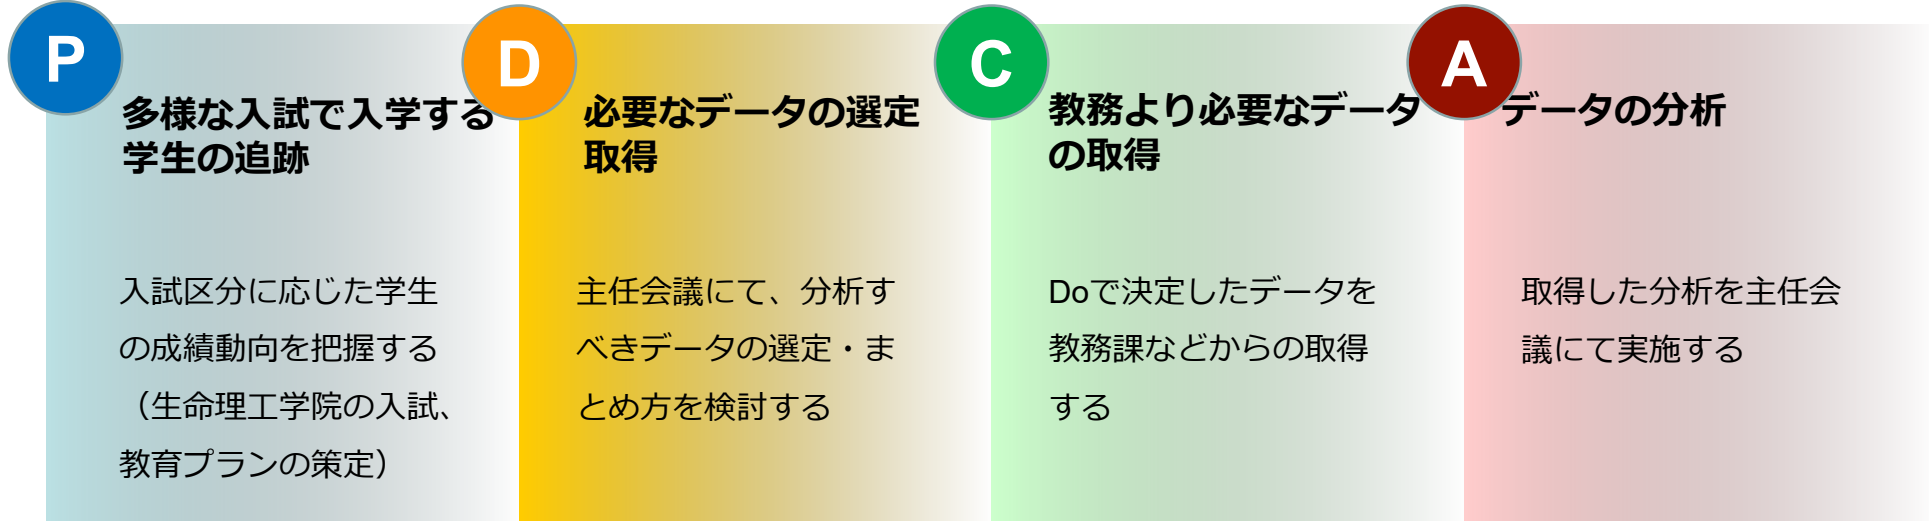 P
多様な入試で入学する
学生の追跡
入試区分に応じた学生
の成績動向を把握する
（生命理工学院の入試、
教育プランの策定）
D
必要なデータの選定
取得
主任会議にて、分析す
べきデータの選定・ま
とめ方を検討する
C
教務より必要なデータ
の取得
Doで決定したデータを
教務課などからの取得
する
A
データの分析
取得した分析を主任会
議にて実施する